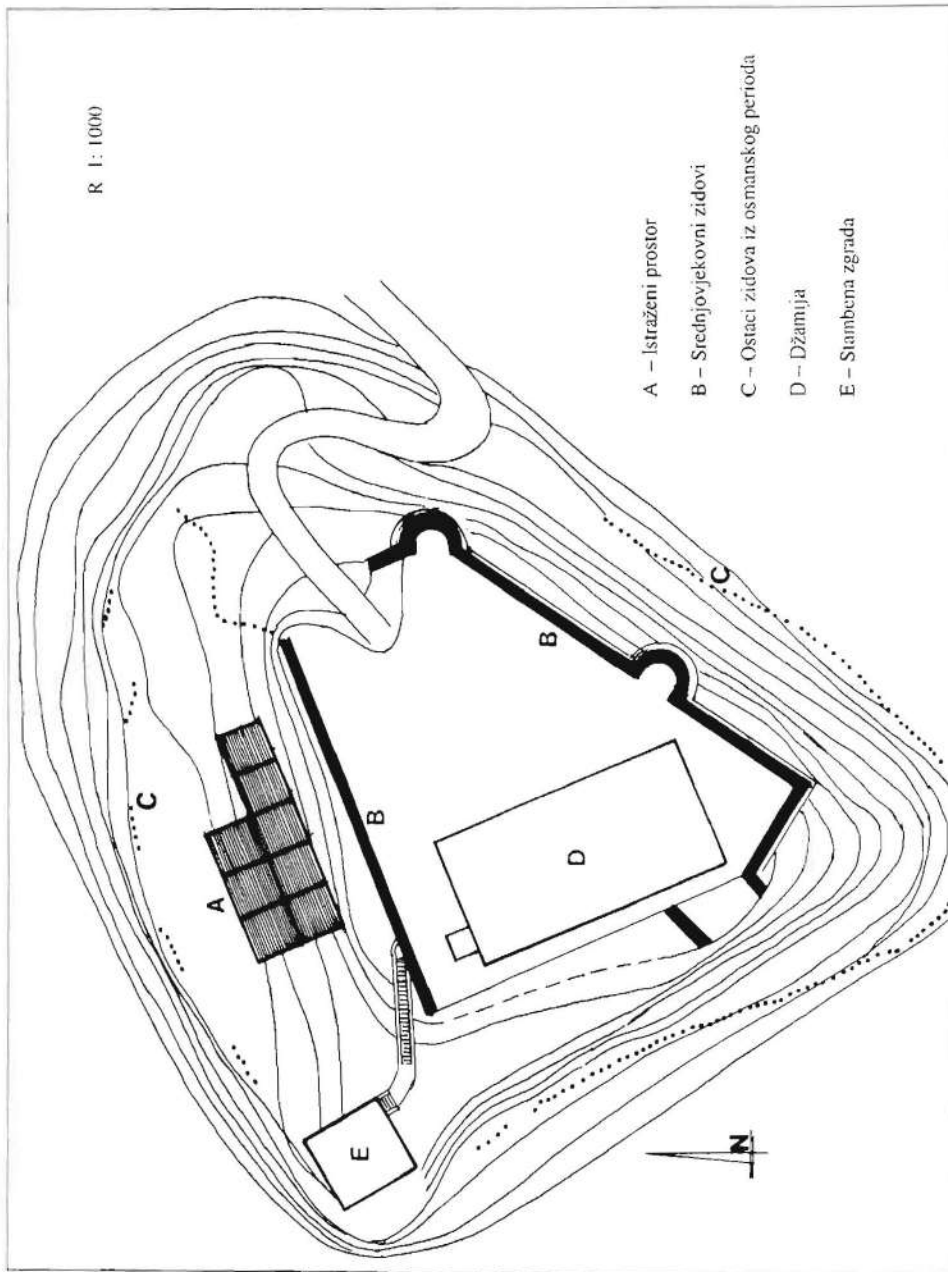 R 1: 1000
A – Istraženi prostor
B – Srednjovjekovni zidovi
C – Ostaci zidova iz osmanskog perioda
D – Džamija
E – Stambena zgrada
C
A
C
B
B
D
E
N